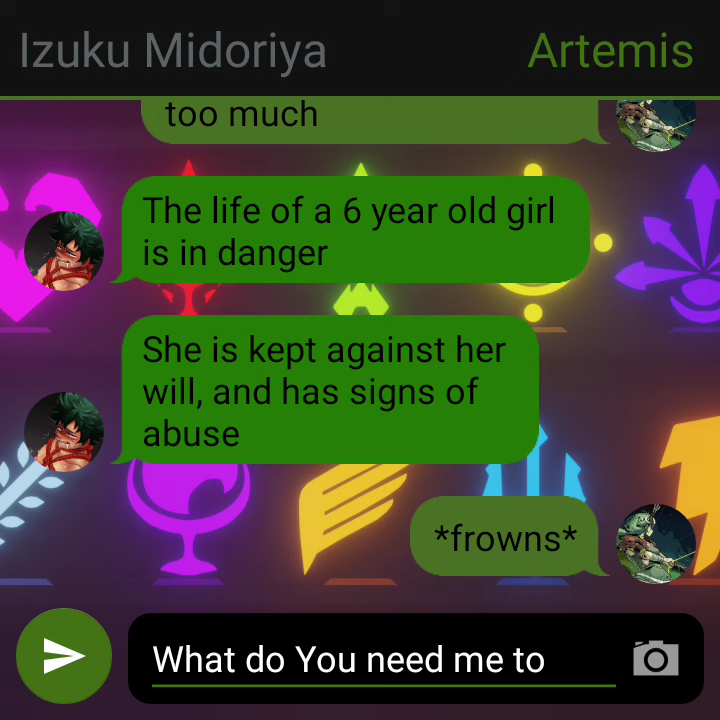 Izuku Midoriya
Artemis
too much
The life of a 6 year old girl
is in danger
She is kept against her
will, and has signs of
abuse
*frowns*
What do You need me to